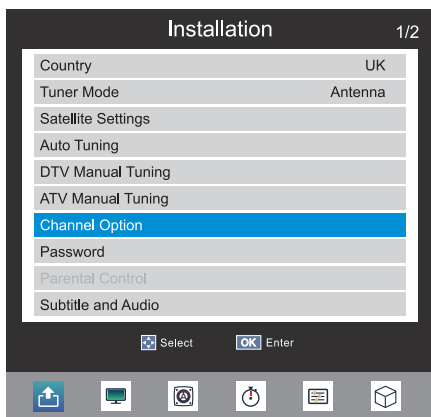 Installation 1/2
Country UK
Tuner Mode Antenna
Satellite Settings
Auto Tuning
DTV Manual Tuning
ATV Manual Tuning
Channel Option
Password
Parental Control
Subtitle and Audio
Select OK Enter